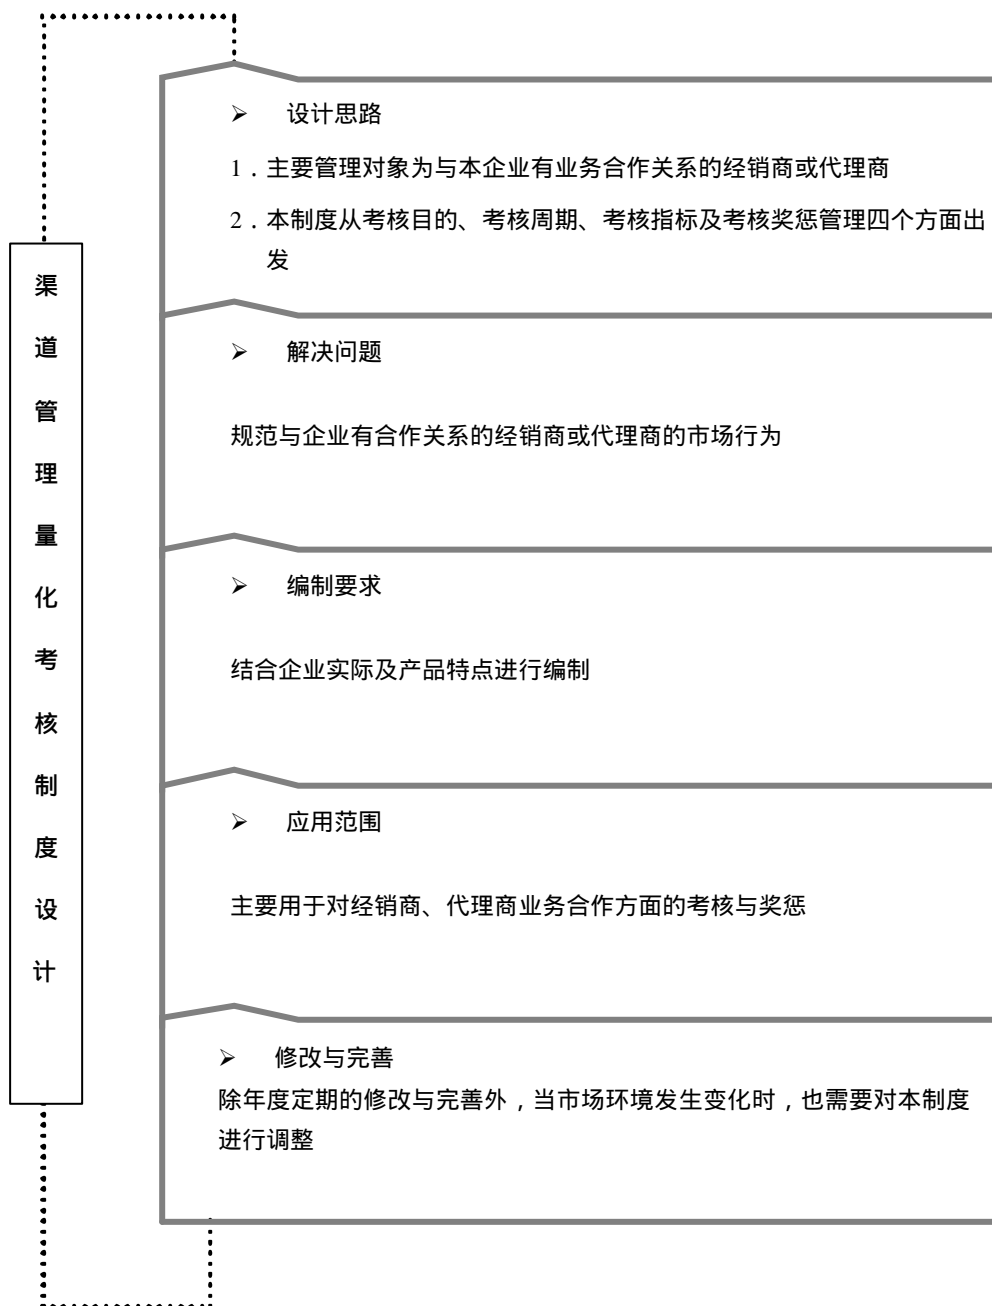 渠道管理量化考核制度设计
➢ 设计思路
1．主要管理对象为与本企业有业务合作关系的经销商或代理商
2．本制度从考核目的、考核周期、考核指标及考核奖惩管理四个方面出
发
➢ 解决问题
规范与企业有合作关系的经销商或代理商的市场行为
➢ 编制要求
结合企业实际及产品特点进行编制
➢ 应用范围
主要用于对经销商、代理商业务合作方面的考核与奖惩
➢ 修改与完善
除年度定期的修改与完善外，当市场环境发生变化时，也需要对本制度
进行调整